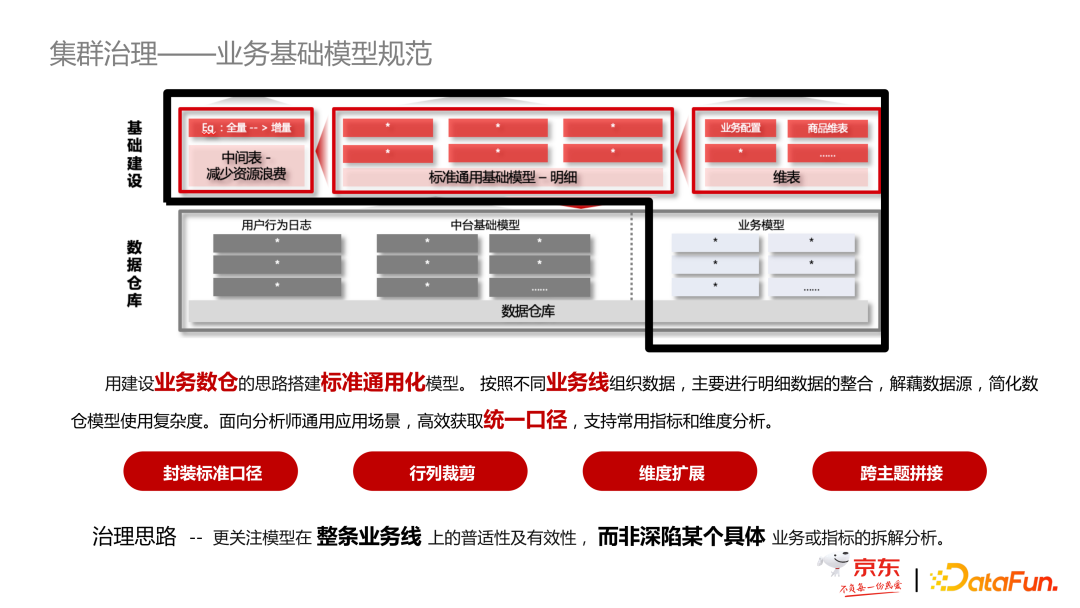 集群治理——业务基础模型规范
基础建设
Eg：全量 -- > 增量
中间表 -
减少资源浪费
* * *
* * *
标准通用基础模型 – 明细
业务配置 商品维表
* ......
维表
数据仓库
用户行为日志 中台基础模型 业务模型
* * * * *
* * * * *
* * ...... * ......
数据仓库
用建设业务数仓的思路搭建标准通用化模型。 按照不同业务线组织数据，主要进行明细数据的整合，解藕数据源，简化数
仓模型使用复杂度。面向分析师通用应用场景，高效获取统一口径，支持常用指标和维度分析。
封装标准口径 行列裁剪 维度扩展 跨主题拼接
治理思路 -- 更关注模型在 整条业务线 上的普适性及有效性， 而非深陷某个具体 业务或指标的拆解分析。
京东
不负每一份热爱
DataFun.